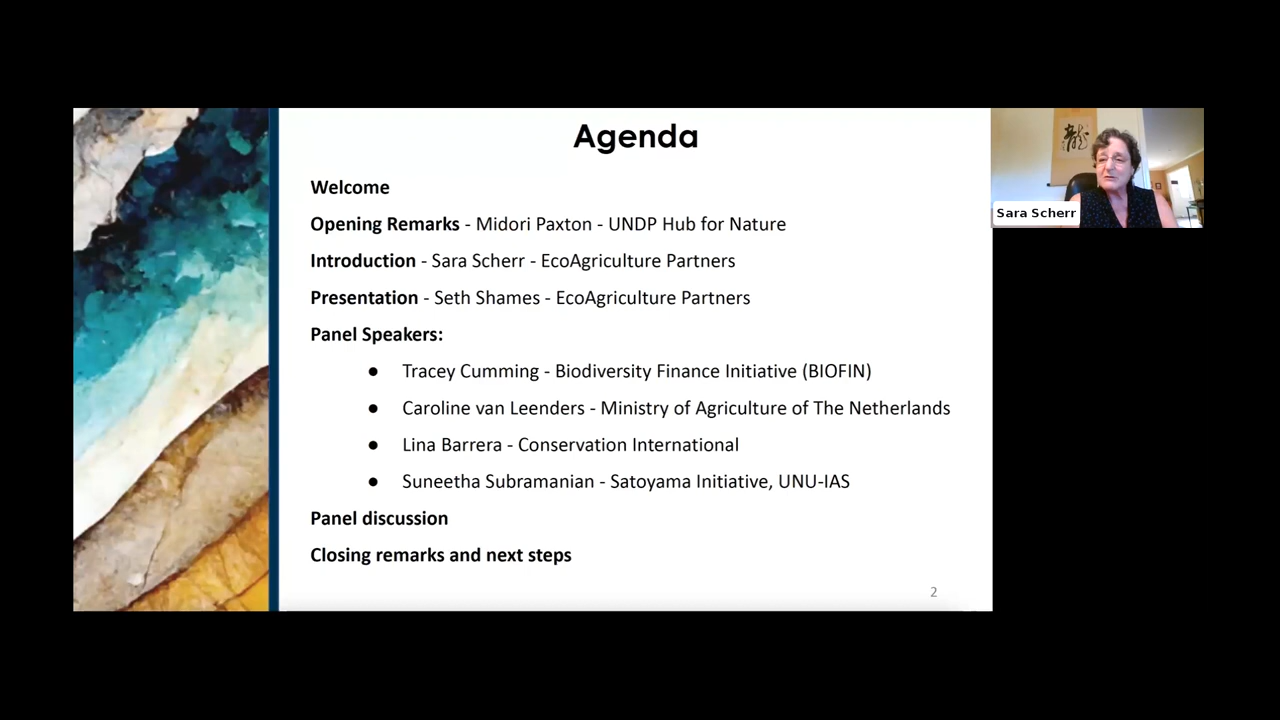 Agenda
Welcome
Opening Remarks - Midori Paxton - UNDP Hub for Nature
Introduction - Sara Scherr - EcoAgriculture Partners
Presentation - Seth Shames - EcoAgriculture Partners
Panel Speakers:
● Tracey Cumming - Biodiversity Finance Initiative (BIOFIN)
● Caroline van Leenders - Ministry of Agriculture of The Netherlands
● Lina Barrera - Conservation International
● Suneetha Subramanian - Satoyama Initiative, UNU-IAS
Panel discussion
Closing remarks and next steps
2
龍
Sara Scherr